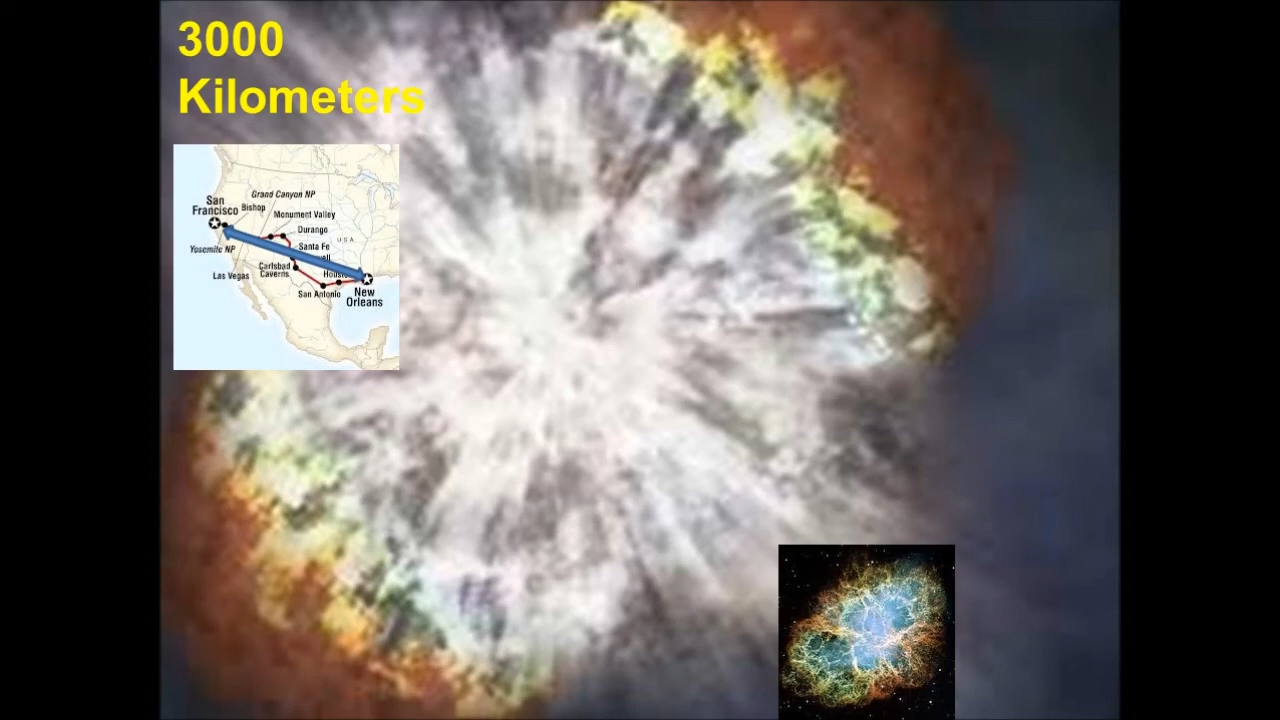 3000
Kilometers
San
Francisco
Bishop
Grand Canyon NP
Monument Valley
Durango
U S A
Yosemite NP
Santa Fe
Carlsbad
Caverns
Las Vegas
San Antonio
New
Orleans